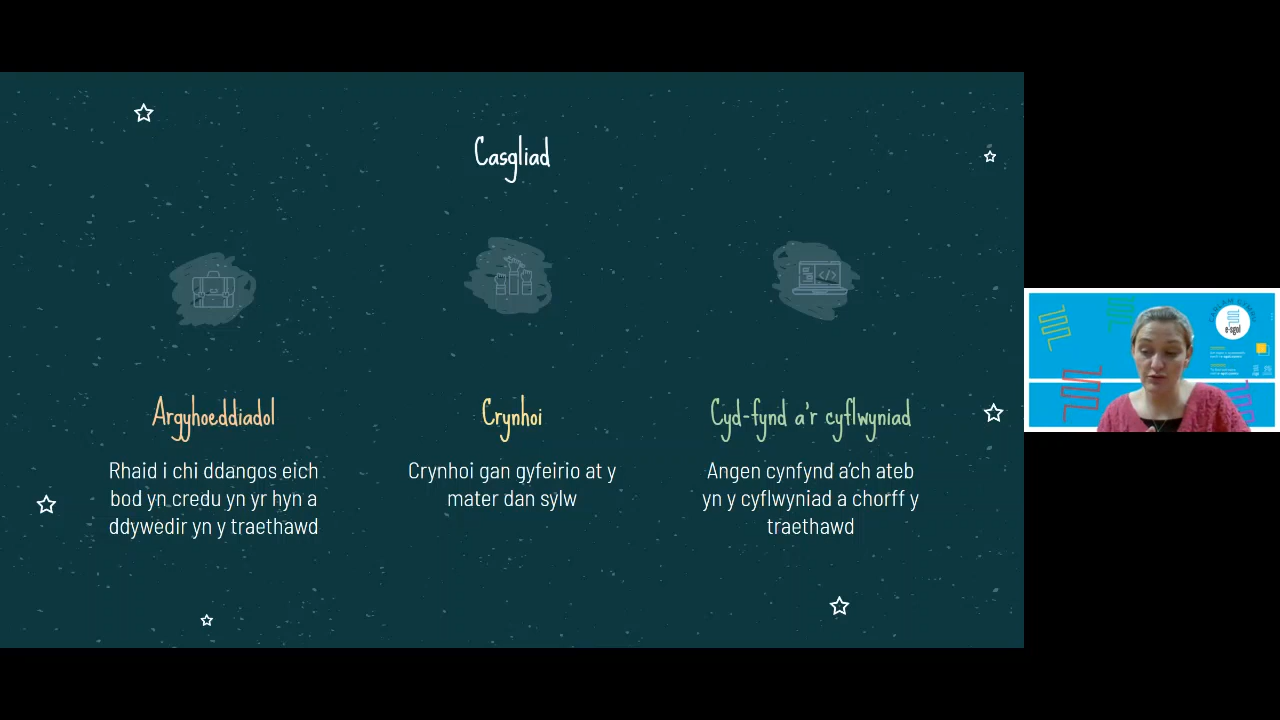 Casgliad
Argyhoeddiadol
Rhaid i chi ddangos eich
bod yn credu yn yr hyn a
ddywedir yn y traethawd
Crynhoi
Crynhoi gan gyfeirio at y
mater dan sylw
Cyd-fynd a'r cyflwyniad
Angen cynfynd a'ch ateb
yn y cyflwyniad a chorff y
traethawd
e-sgol